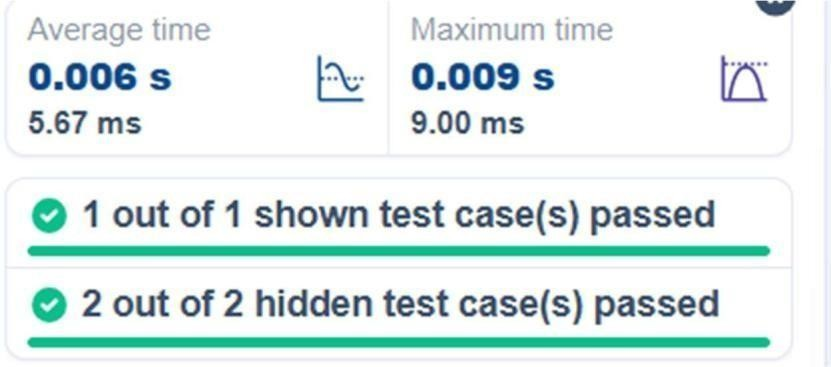 Average time
0.006 s
5.67 ms
Maximum time
0.009 s
9.00 ms
1 out of 1 shown test case(s) passed
2 out of 2 hidden test case(s) passed